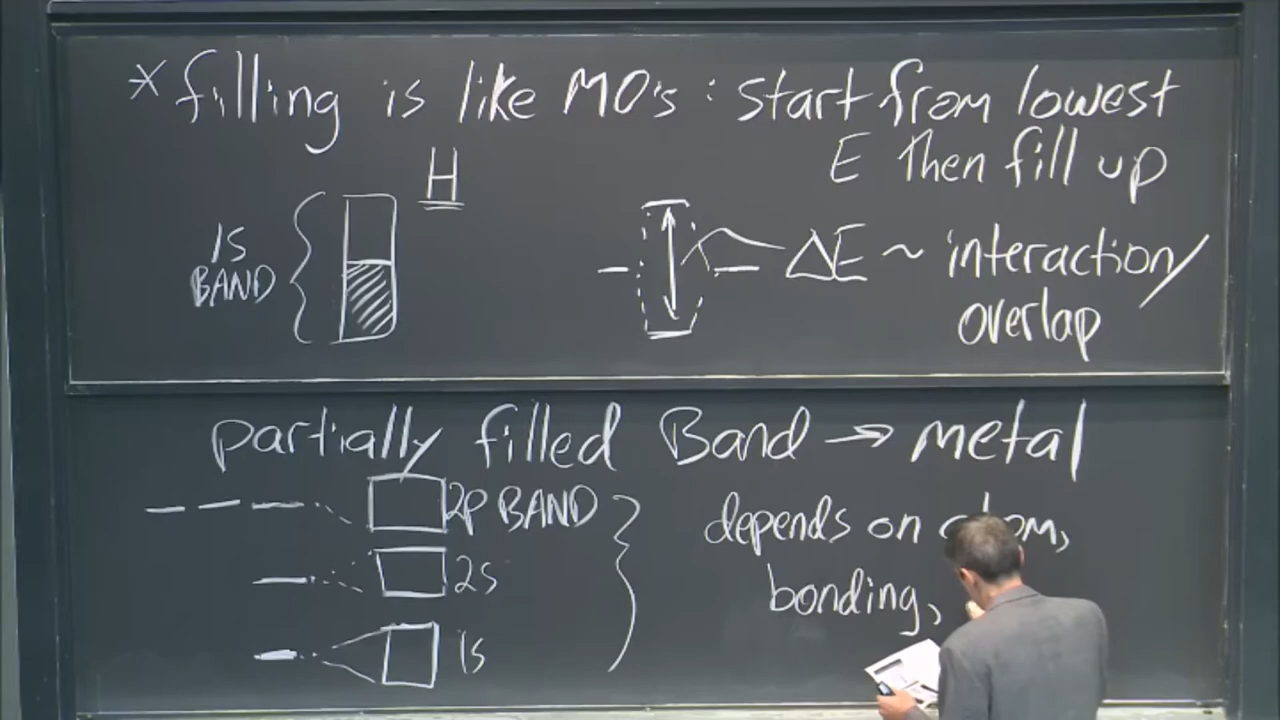 * filling is like MO's : start from lowest
E then fill up
H
1S
BAND
ΔE ~ interaction/
overlap
partially filled Band → metal
2P BAND
2S
1S
depends on
bonding,